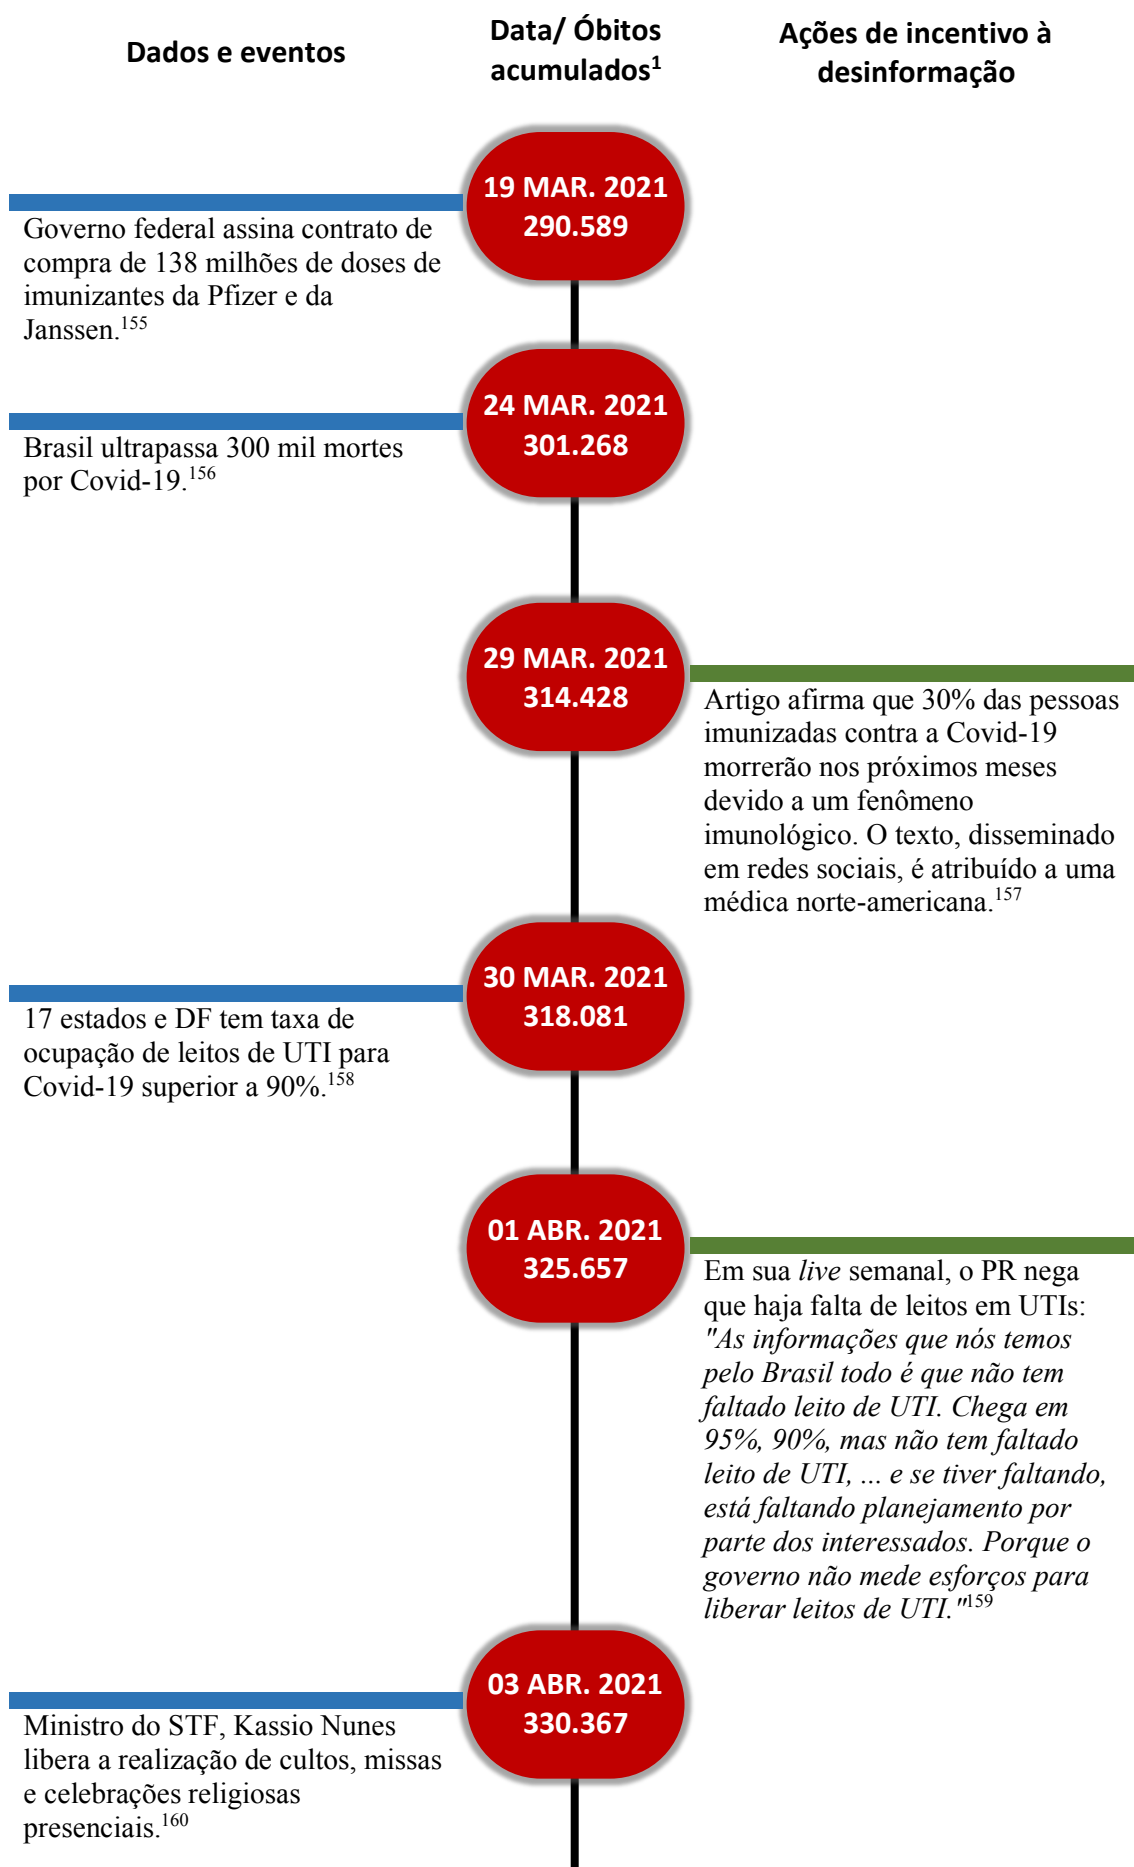 Dados e eventos
Data/ Óbitos
acumulados¹
Ações de incentivo à
desinformação
19 MAR. 2021
290.589
Governo federal assina contrato de
compra de 138 milhões de doses de
imunizantes da Pfizer e da
Janssen.¹⁵⁵
24 MAR. 2021
301.268
Brasil ultrapassa 300 mil mortes
por Covid-19.¹⁵⁶
29 MAR. 2021
314.428
Artigo afirma que 30% das pessoas
imunizadas contra a Covid-19
morrerão nos próximos meses
devido a um fenômeno
imunológico. O texto, disseminado
em redes sociais, é atribuído a uma
médica norte-americana.¹⁵⁷
30 MAR. 2021
318.081
17 estados e DF tem taxa de
ocupação de leitos de UTI para
Covid-19 superior a 90%.¹⁵⁸
01 ABR. 2021
325.657
Em sua live semanal, o PR nega
que haja falta de leitos em UTIs:
"As informações que nós temos
pelo Brasil todo é que não tem
faltado leito de UTI. Chega em
95%, 90%, mas não tem faltado
leito de UTI, ... e se tiver faltando,
está faltando planejamento por
parte dos interessados. Porque o
governo não mede esforços para
liberar leitos de UTI."¹⁵⁹
03 ABR. 2021
330.367
Ministro do STF, Kassio Nunes
libera a realização de cultos, missas
e celebrações religiosas
presenciais.¹⁶⁰